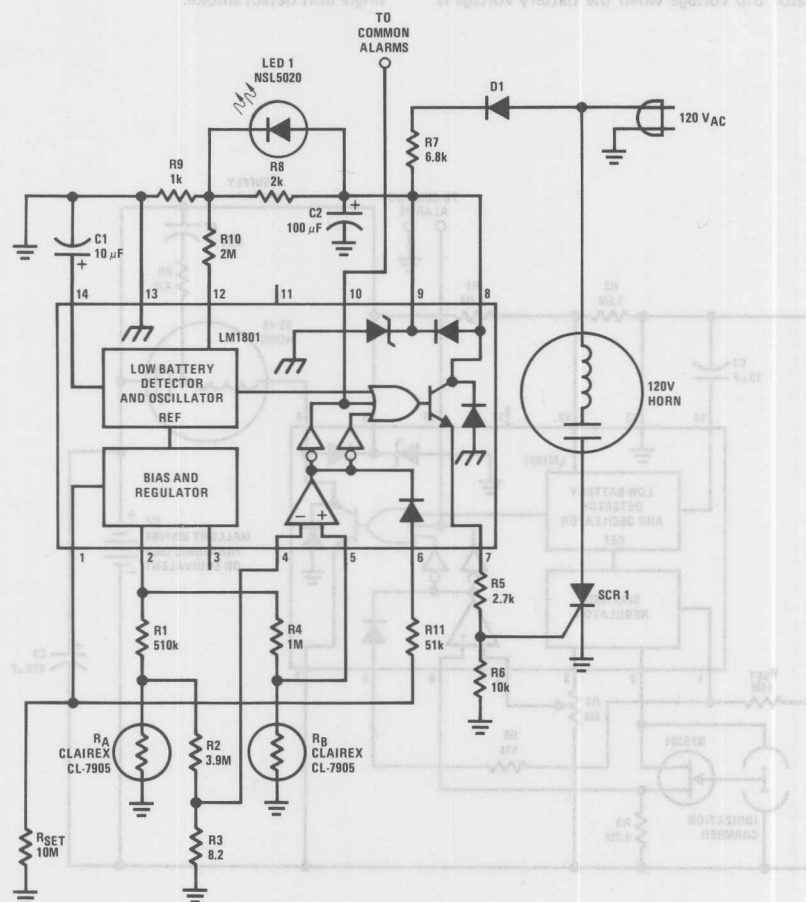 TO
COMMON
ALARMS
LED 1
NSL5020
D1
120 VAC
R7
6.8k
R9
1k
R8
2k
C1
10 μF
R10
2M
C2
100 μF
14
13
12
11
10
9
8
LM1801
LOW BATTERY
DETECTOR
AND OSCILLATOR
REF
BIAS AND
REGULATOR
120V
HORN
1
2
3
4
5
6
7
R1
510k
R4
1M
R11
51k
R5
2.7k
SCR 1
R6
10k
RA
CLAIREX
CL-7905
R2
3.9M
RB
CLAIREX
CL-7905
RSET
10M
R3
8.2